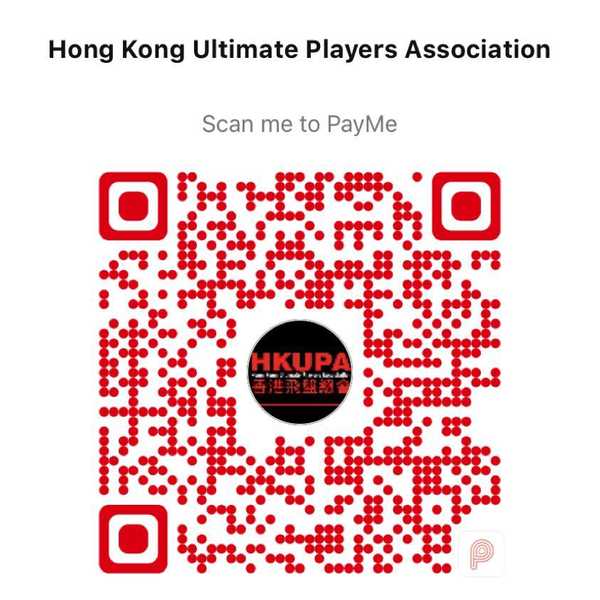 Hong Kong Ultimate Players Association
Scan me to PayMe
HKUPA
香港飛盤總會